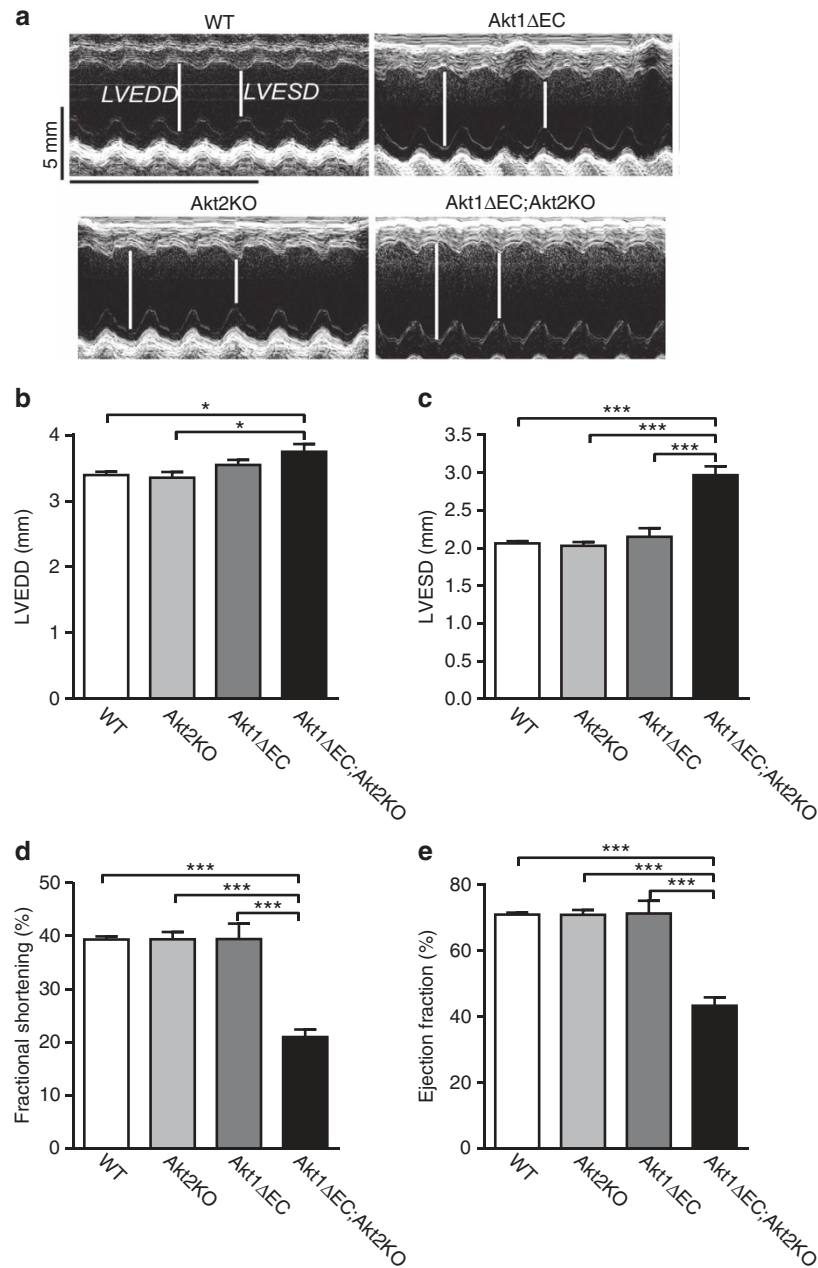 a
WT
Akt1ΔEC
LVEDD
LVESD
5 mm
Akt2KO
Akt1ΔEC;Akt2KO
b
*
*
4
3
2
1
0
LVEDD (mm)
WT
Akt2KO
Akt1ΔEC
Akt1ΔEC;Akt2KO
c
***
***
***
3.5
3.0
2.5
2.0
1.5
1.0
0.5
0.0
LVESD (mm)
WT
Akt2KO
Akt1ΔEC
Akt1ΔEC;Akt2KO
d
***
***
***
50
40
30
20
10
0
Fractional shortening (%)
WT
Akt2KO
Akt1ΔEC
Akt1ΔEC;Akt2KO
e
***
***
***
80
60
40
20
0
Ejection fraction (%)
WT
Akt2KO
Akt1ΔEC
Akt1ΔEC;Akt2KO